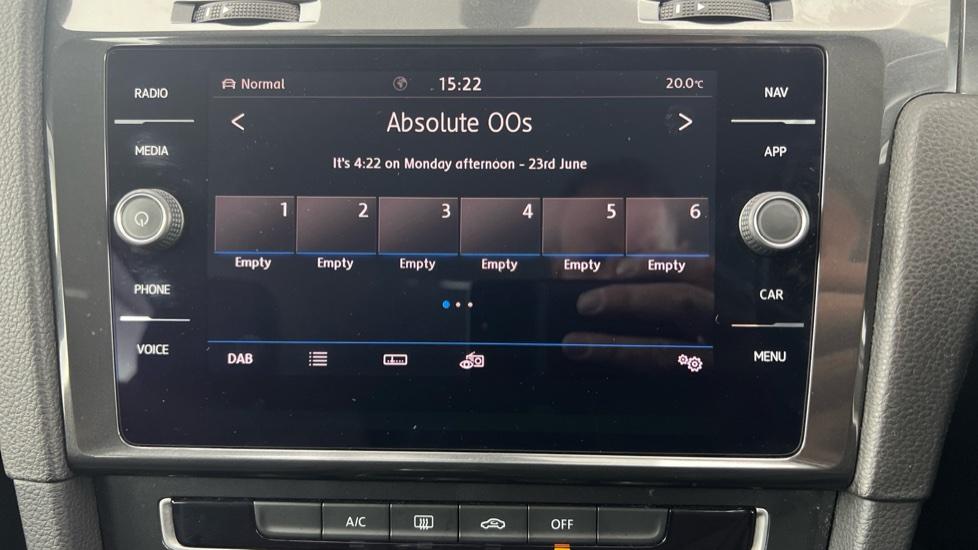 RADIO
MEDIA
PHONE
VOICE
Normal 15:22 20.0°c
< Absolute 00s >
It's 4:22 on Monday afternoon - 23rd June
1 2 3 4 5 6
Empty Empty Empty Empty Empty Empty
DAB
NAV
APP
CAR
MENU
A/C OFF